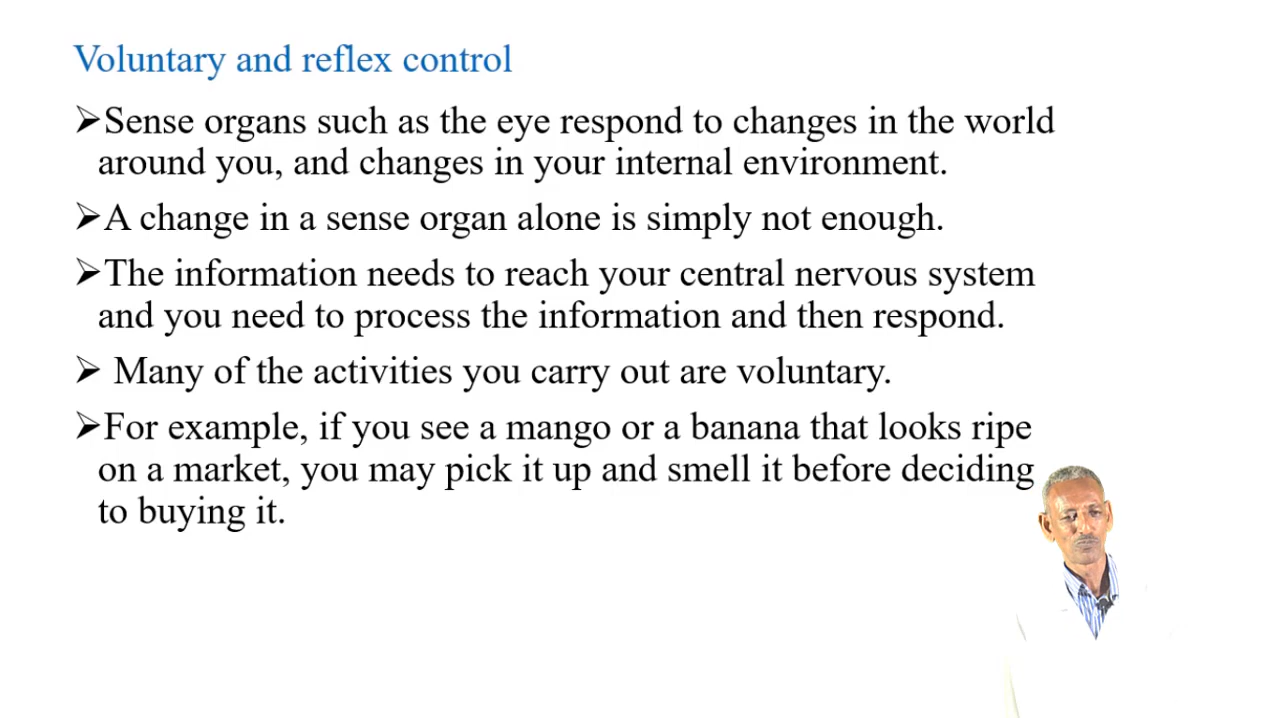 Voluntary and reflex control
➢Sense organs such as the eye respond to changes in the world
around you, and changes in your internal environment.
➢A change in a sense organ alone is simply not enough.
➢The information needs to reach your central nervous system
and you need to process the information and then respond.
➢ Many of the activities you carry out are voluntary.
➢For example, if you see a mango or a banana that looks ripe
on a market, you may pick it up and smell it before deciding
to buying it.